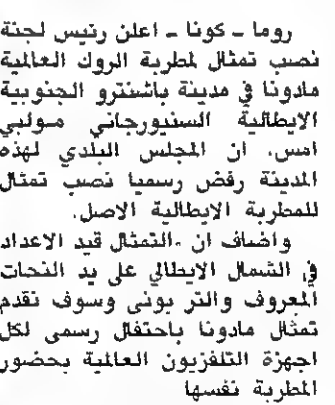 روما ـ كونا ـ اعلن رئيس لجنة
نصب تمثال لمطربة الروك العالمية
مادونا في مدينة باشنترو الجنوبية
الايطالية السنيورجاني مولبي
امس. ان المجلس البلدي لهذه
المدينة رفض رسميا نصب تمثال
للمطربة الايطالية الاصل.
واضاف ان التمثال قيد الاعداد
في الشمال الايطالي على يد النحات
المعروف والتر بونى وسوف نقدم
تمثال مادونا باحتفال رسمى لكل
اجهزة التلفزيون العالمية بحضور
المطربة نفسها